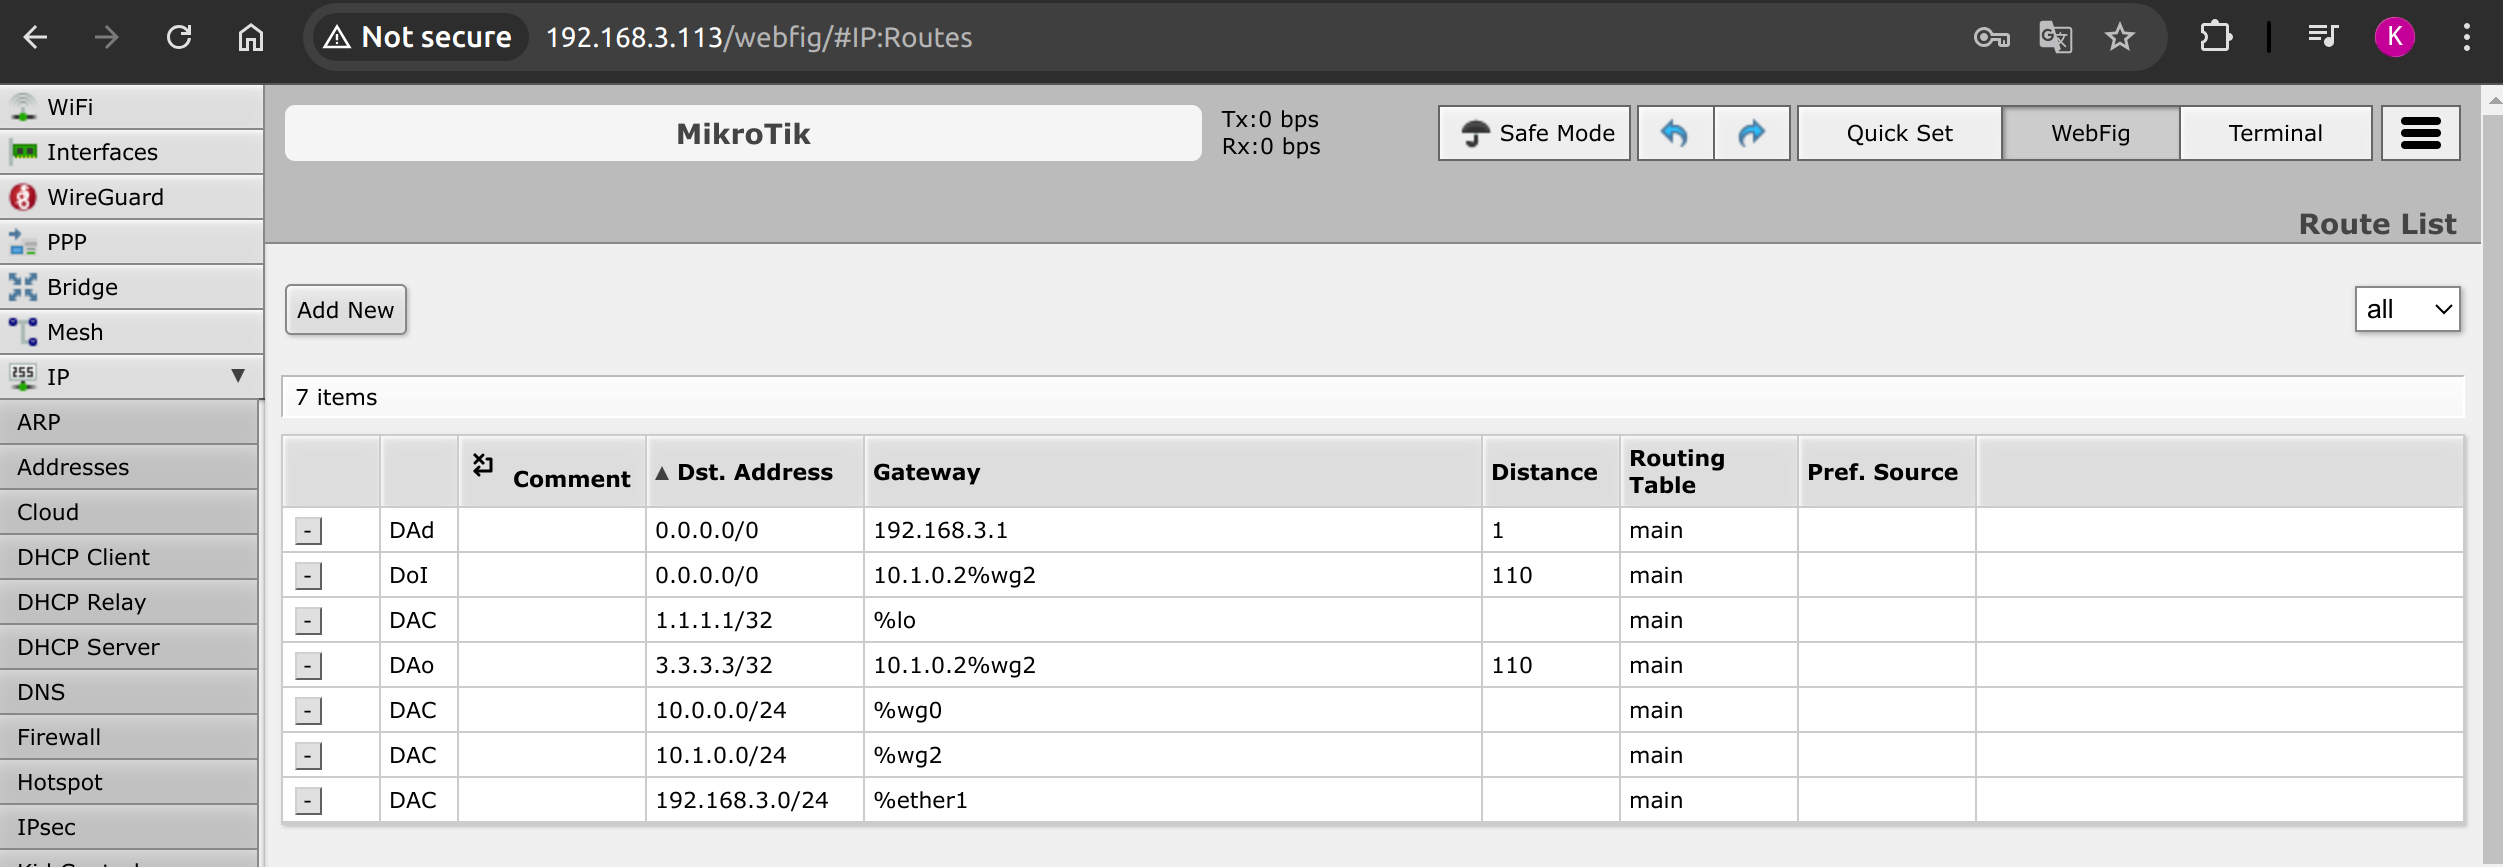 Not secure 192.168.3.113/webfig/#IP:Routes K
WiFi
Interfaces
WireGuard
PPP
Bridge
Mesh
255 IP ▼
ARP
Addresses
Cloud
DHCP Client
DHCP Relay
DHCP Server
DNS
Firewall
Hotspot
IPsec
MikroTik
Tx:0 bps
Rx:0 bps
Safe Mode
Quick Set
WebFig
Terminal
Route List
Add New
all
7 items
Comment ▲ Dst. Address Gateway Distance Routing Table Pref. Source
- DAd 0.0.0.0/0 192.168.3.1 1 main
- DoI 0.0.0.0/0 10.1.0.2%wg2 110 main
- DAC 1.1.1.1/32 %lo main
- DAo 3.3.3.3/32 10.1.0.2%wg2 110 main
- DAC 10.0.0.0/24 %wg0 main
- DAC 10.1.0.0/24 %wg2 main
- DAC 192.168.3.0/24 %ether1 main